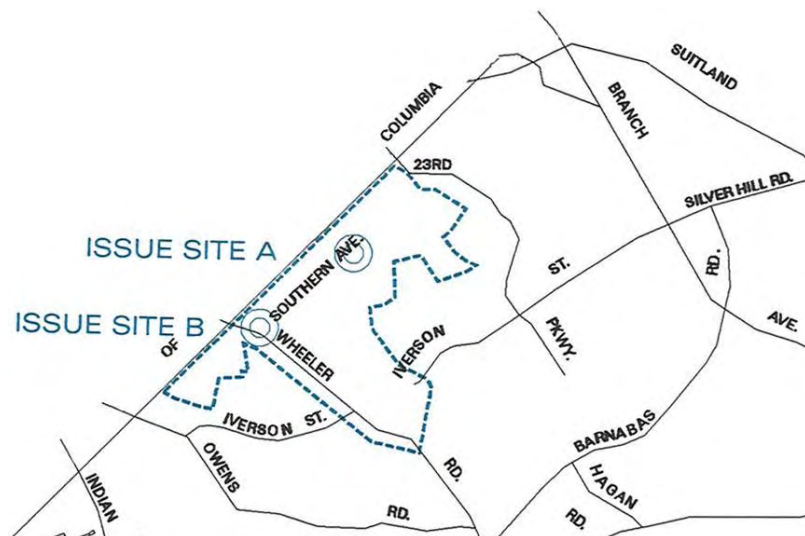 SUITLAND
COLUMBIA
BRANCH
23RD
SILVER HILL RD.
ISSUE SITE A
SOUTHERN AVE.
ST.
RD.
ISSUE SITE B
OF
WHEELER
IVERSON
PKWY.
AVE.
IVERSON ST.
BARNABAS
OWENS
RD.
HAGAN
INDIAN
RD.
RD.